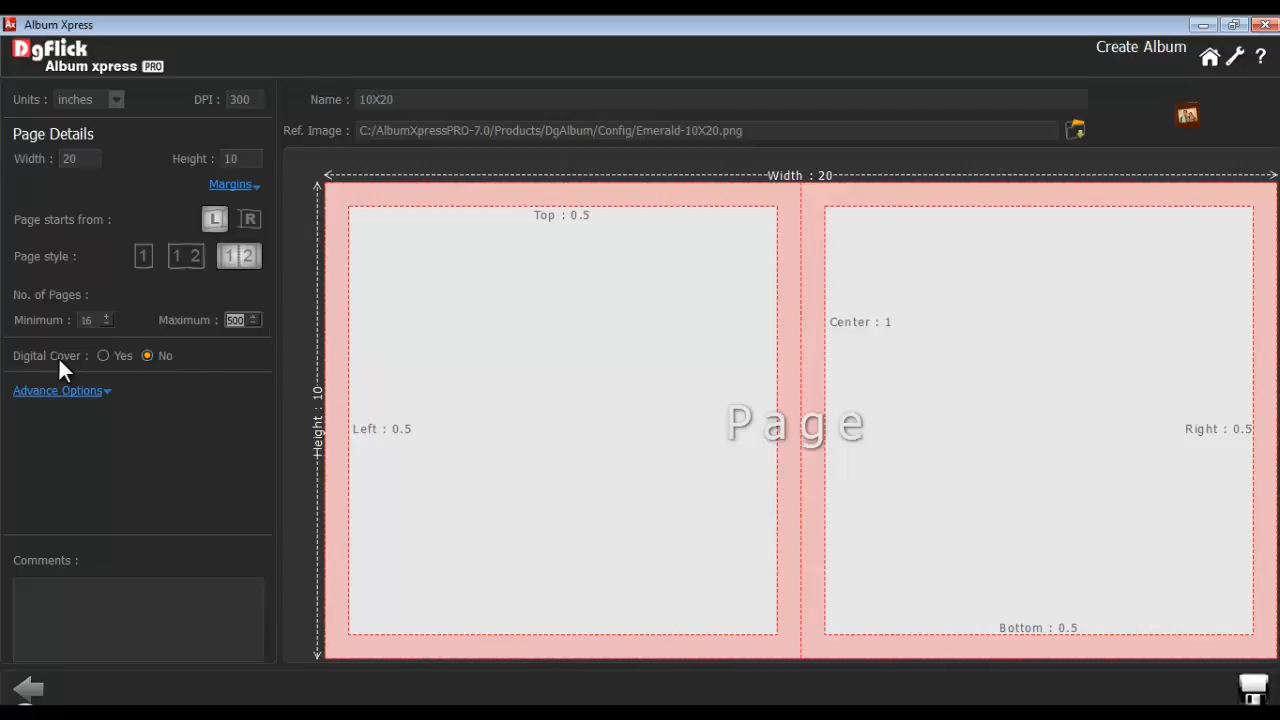 Ax Album Xpress
DgFlick
Album xpress PRO
Create Album
?
Units : inches DPI : 300
Name : 10X20
Ref. Image : C:/AlbumXpressPRO-7.0/Products/DgAlbum/Config/Emerald-10X20.png
Page Details
Width : 20 Height : 10
Margins
Page starts from : L R
Page style : 1 1 2 1 2
No. of Pages :
Minimum : 16 Maximum : 500
Digital Cover : Yes No
Advance Options
Comments :
Width : 20
Height : 10
Top : 0.5
Center : 1
Page
Left : 0.5
Right : 0.5
Bottom : 0.5